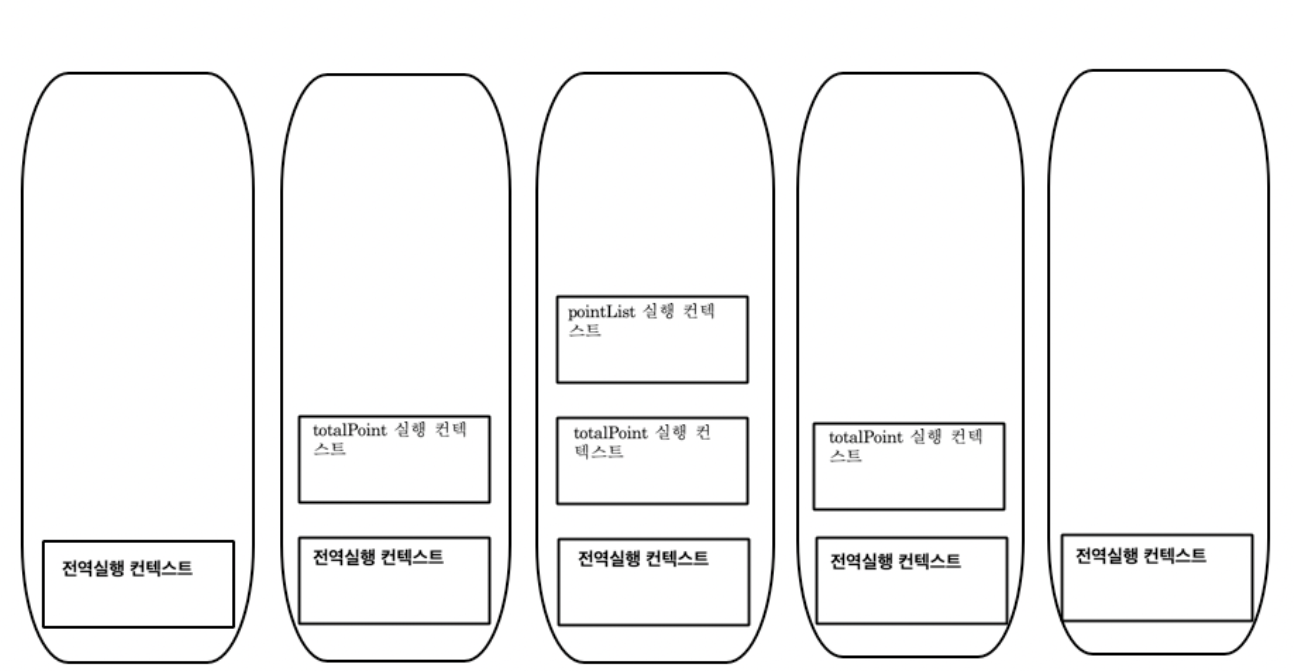 전역실행 컨텍스트
totalPoint 실행 컨텍
스트
전역실행 컨텍스트
pointList 실행 컨텍
스트
totalPoint 실행 컨
텍스트
전역실행 컨텍스트
totalPoint 실행 컨텍
스트
전역실행 컨텍스트
전역실행 컨텍스트